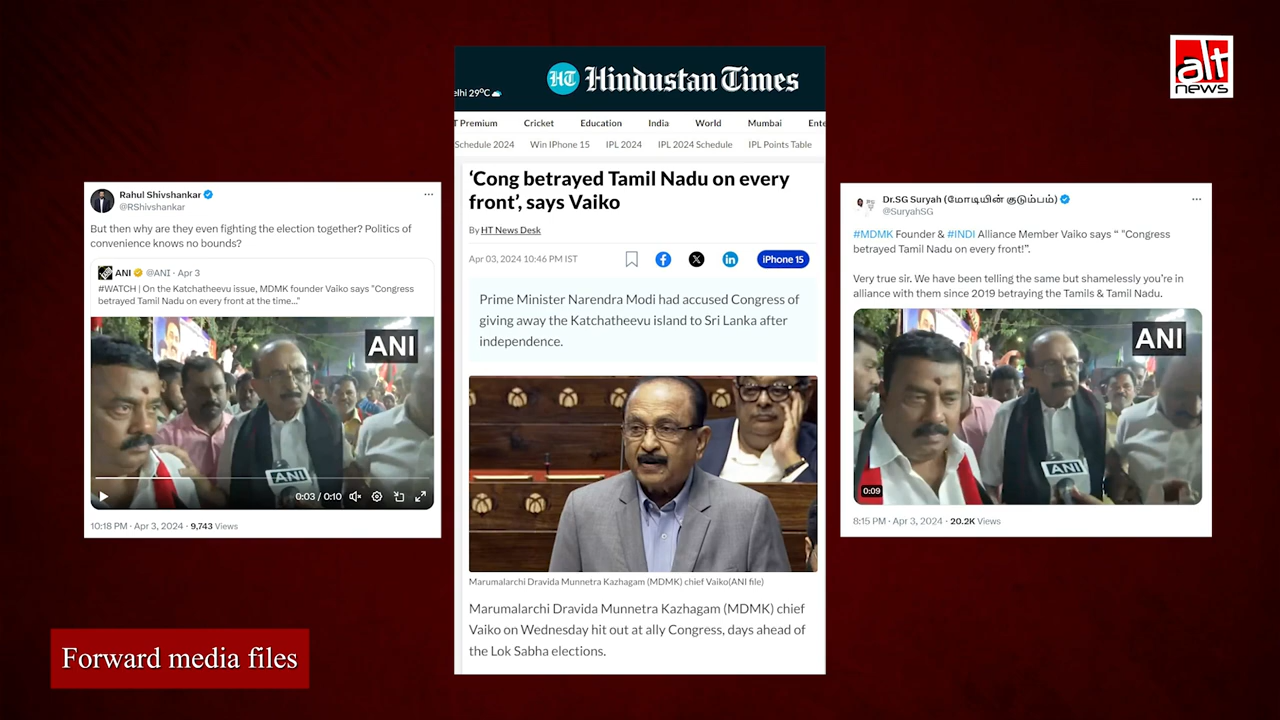 alt
news
Rahul Shivshankar
@RShivshankar
But then why are they even fighting the election together? Politics of
convenience knows no bounds?
ANI @ANI · Apr 3
#WATCH | On the Katchatheevu issue, MDMK founder Vaiko says "Congress
betrayed Tamil Nadu on every front at the time..."
ANI
ANI
0:03 / 0:10
10:18 PM · Apr 3, 2024 · 9,743 Views
elhi 29°C
HT Hindustan Times
T Premium Cricket Education India World Mumbai Ente
Schedule 2024 Win IPhone 15 IPL 2024 IPL 2024 Schedule IPL Points Table
‘Cong betrayed Tamil Nadu on every
front’, says Vaiko
By HT News Desk
Apr 03, 2024 10:46 PM IST
iPhone 15
Prime Minister Narendra Modi had accused Congress of
giving away the Katchatheevu island to Sri Lanka after
independence.
Marumalarchi Dravida Munnetra Kazhagam (MDMK) chief Vaiko(ANI file)
Marumalarchi Dravida Munnetra Kazhagam (MDMK) chief
Vaiko on Wednesday hit out at ally Congress, days ahead of
the Lok Sabha elections.
Dr.SG Suryah (மோடியின் குடும்பம்)
@SuryahSG
#MDMK Founder & #INDI Alliance Member Vaiko says “ "Congress
betrayed Tamil Nadu on every front!”.
Very true sir. We have been telling the same but shamelessly you’re in
alliance with them since 2019 betraying the Tamils & Tamil Nadu.
ANI
ANI
0:09
8:15 PM · Apr 3, 2024 · 20.2K Views
Forward media files